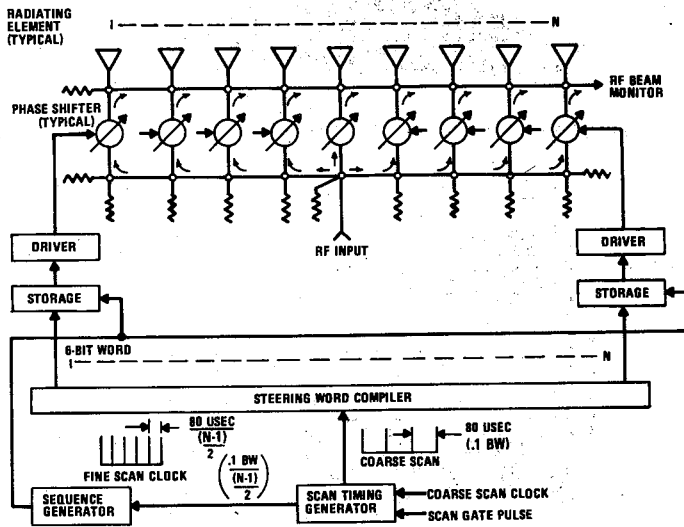 RADIATING
ELEMENT
(TYPICAL)
I
N
RF BEAM
MONITOR
PHASE SHIFTER
(TYPICAL)
RF INPUT
DRIVER
DRIVER
STORAGE
STORAGE
6-BIT WORD
I
N
STEERING WORD COMPILER
80 USEC
(N-1)
2
FINE SCAN CLOCK
80 USEC
(.1 BW)
COARSE SCAN
(.1 BW
(N-1)
2)
SEQUENCE
GENERATOR
SCAN TIMING
GENERATOR
COARSE SCAN CLOCK
SCAN GATE PULSE